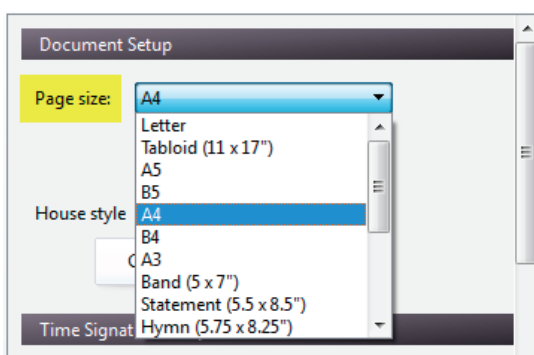 Document Setup
Page size: A4
Letter
Tabloid (11 x 17")
A5
B5
House style A4
B4
A3
Band (5 x 7")
Statement (5.5 x 8.5")
Time Signat Hymn (5.75 x 8.25")